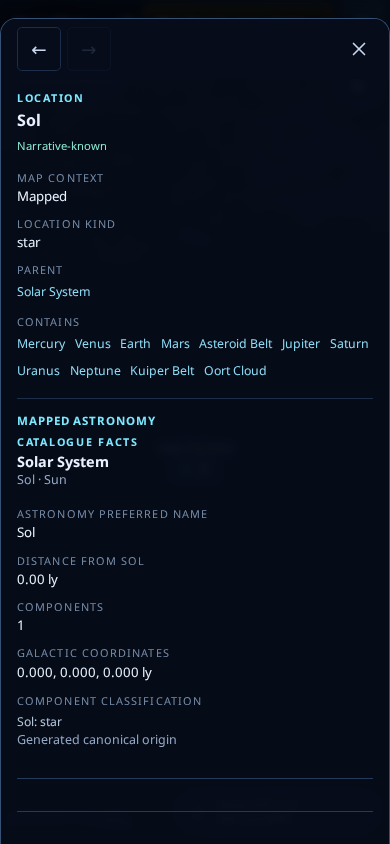 ←
→
LOCATION
Sol
Narrative-known
MAP CONTEXT
Mapped
LOCATION KIND
star
PARENT
Solar System
CONTAINS
Mercury Venus Earth Mars Asteroid Belt Jupiter Saturn
Uranus Neptune Kuiper Belt Oort Cloud
MAPPED ASTRONOMY
CATALOGUE FACTS
Solar System
Sol · Sun
ASTRONOMY PREFERRED NAME
Sol
DISTANCE FROM SOL
0.00 ly
COMPONENTS
1
GALACTIC COORDINATES
0.000, 0.000, 0.000 ly
COMPONENT CLASSIFICATION
Sol: star
Generated canonical origin